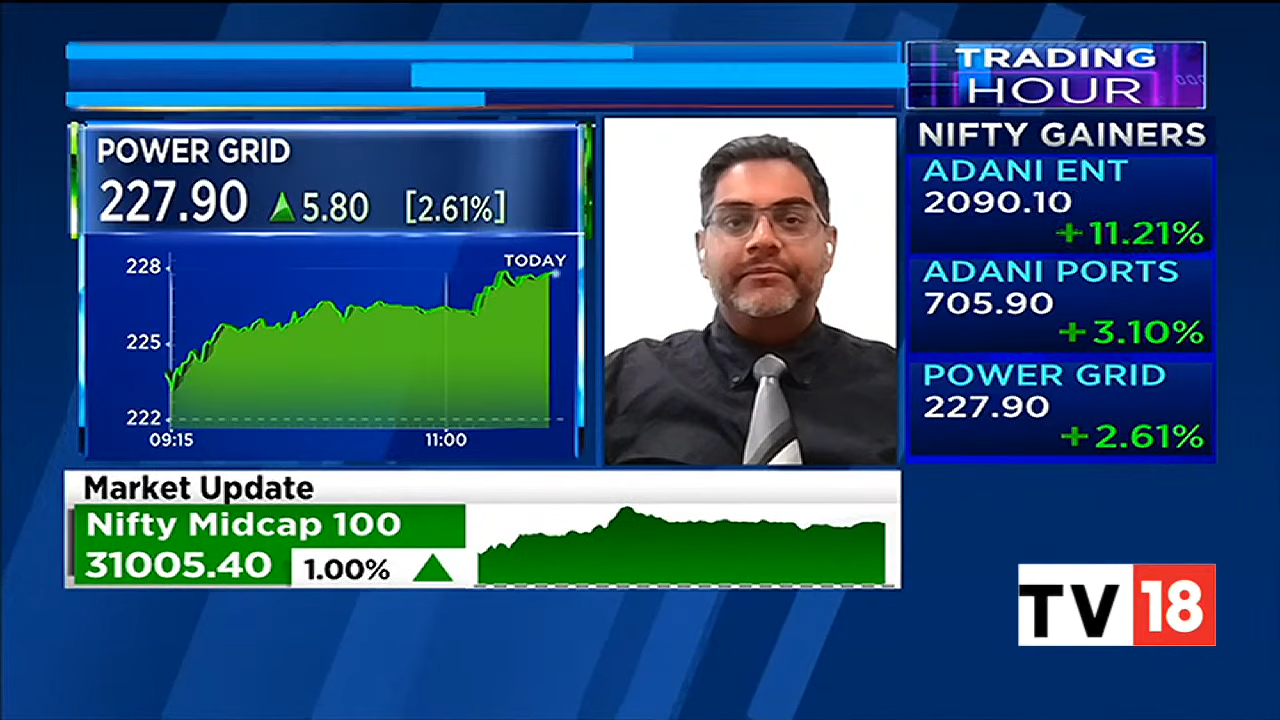 TRADING
HOUR
POWER GRID
227.90 ▲ 5.80 [2.61%]
TODAY
228
225
222
09:15 11:00
NIFTY GAINERS
ADANI ENT
2090.10
+11.21%
ADANI PORTS
705.90
+3.10%
POWER GRID
227.90
+2.61%
Market Update
Nifty Midcap 100
31005.40 1.00% ▲
TV18